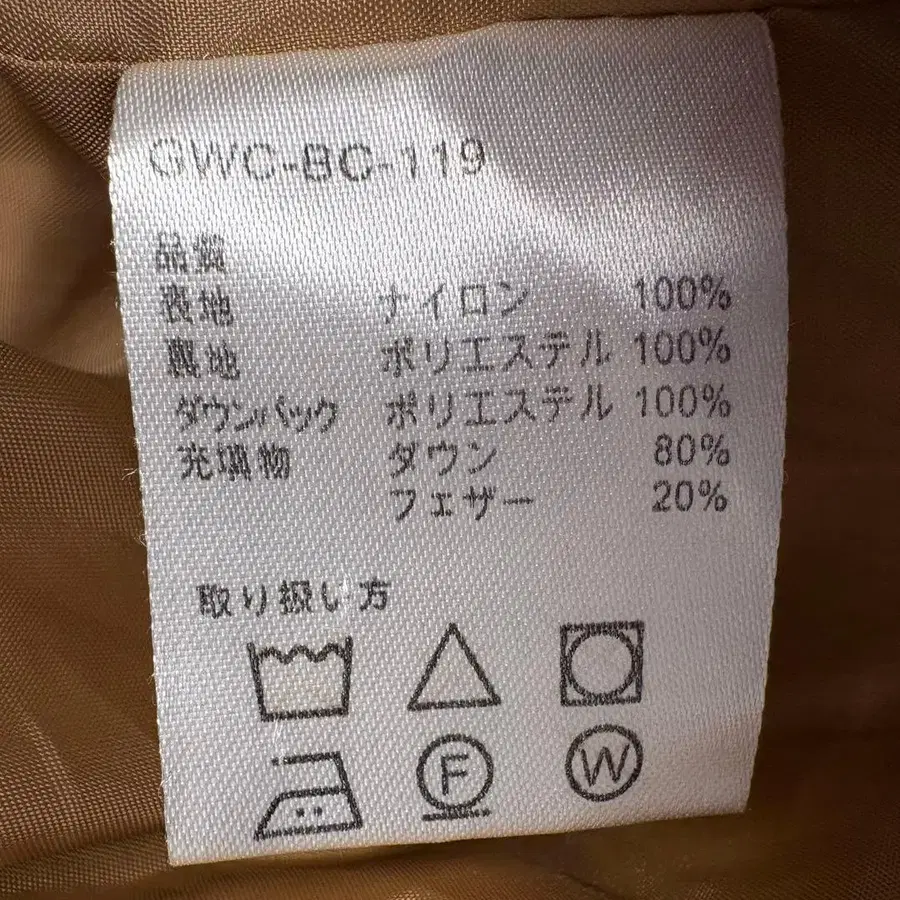 GWC-BC-119
品質
表地 ナイロン 100%
裏地 ポリエステル 100%
ダウンパック ポリエステル 100%
充填物 ダウン 80%
フェザー 20%
取り扱い方
F W